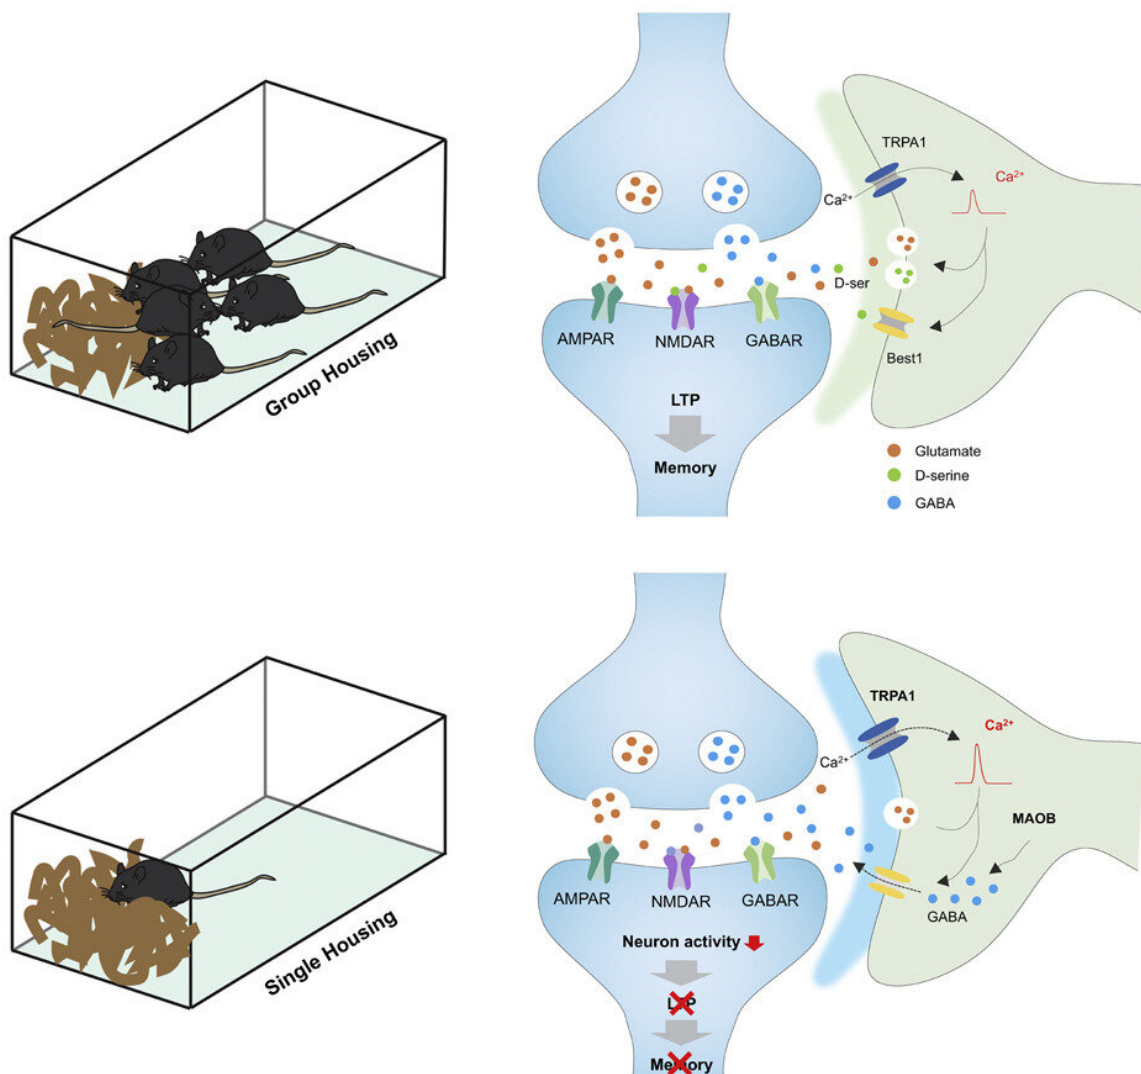 TRPA1
Ca²⁺
Ca²⁺
D-ser
AMPAR
NMDAR
GABAR
Best1
Group Housing
LTP
Memory
Glutamate
D-serine
GABA
TRPA1
Ca²⁺
Ca²⁺
MAOB
AMPAR
NMDAR
GABAR
GABA
Neuron activity
Single Housing
LTP
Memory